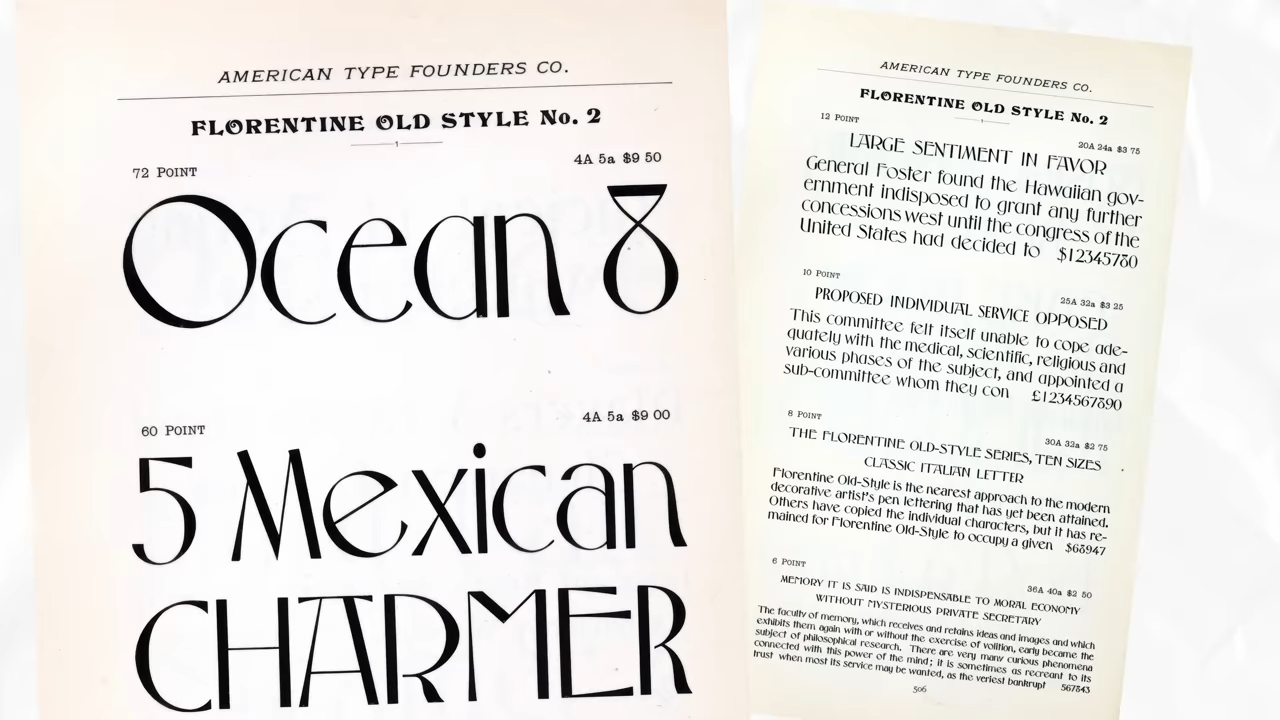 AMERICAN TYPE FOUNDERS CO.
FLORENTINE OLD STYLE No. 2
72 POINT
4A 5a $9 50
Ocean 8
60 POINT
4A 5a $9 00
5 Mexican
CHARMER
AMERICAN TYPE FOUNDERS CO.
FLORENTINE OLD STYLE No. 2
12 POINT
20A 24a $3 75
LARGE SENTIMENT IN FAVOR
General Foster found the Hawaiian gov-
ernment indisposed to grant any further
concessions west until the congress of the
United States had decided to $12345780
10 POINT
25A 32a $3 25
PROPOSED INDIVIDUAL SERVICE OPPOSED
This committee felt itself unable to cope ade-
quately with the medical, scientific, religious and
various phases of the subject, and appointed a
sub-committee whom they con £1234567890
8 POINT
30A 32a $2 75
THE FLORENTINE OLD-STYLE SERIES, TEN SIZES
CLASSIC ITALIAN LETTER
Florentine Old-Style is the nearest approach to the modern
decorative artist's pen lettering that has yet been attained.
Others have copied the individual characters, but it has re-
mained for Florentine Old-Style to occupy a given $68947
6 POINT
36A 40a $2 50
MEMORY IT IS SAID IS INDISPENSABLE TO MORAL ECONOMY
WITHOUT MYSTERIOUS PRIVATE SECRETARY
The faculty of memory, which receives and retains ideas and images and which
exhibits them again with or without the exercise of volition, early became the
subject of philosophical research. There are very many curious phenomena
connected with this power of the mind; it is sometimes as recreant to its
trust when most its service may be wanted, as the veriest bankrupt 567843
506